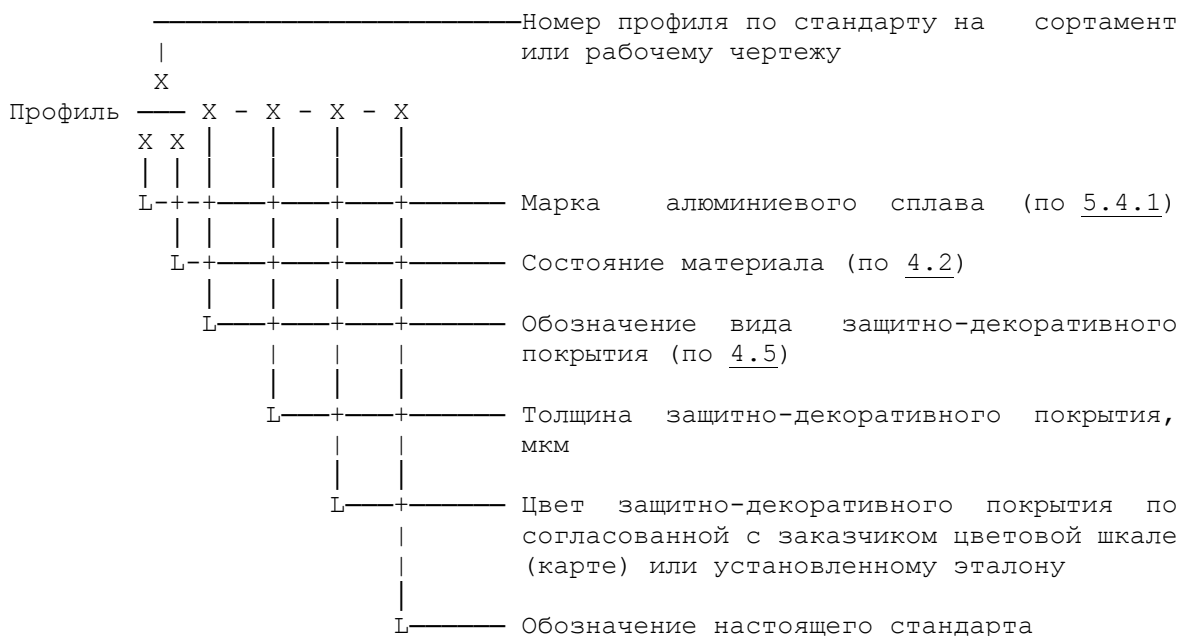 Номер профиля по стандарту на сортамент
или рабочему чертежу
X
Профиль —— X - X - X - X
X X
Марка алюминиевого сплава (по 5.4.1)
Состояние материала (по 4.2)
Обозначение вида защитно-декоративного
покрытия (по 4.5)
Толщина защитно-декоративного покрытия,
мкм
Цвет защитно-декоративного покрытия по
согласованной с заказчиком цветовой шкале
(карте) или установленному эталону
Обозначение настоящего стандарта